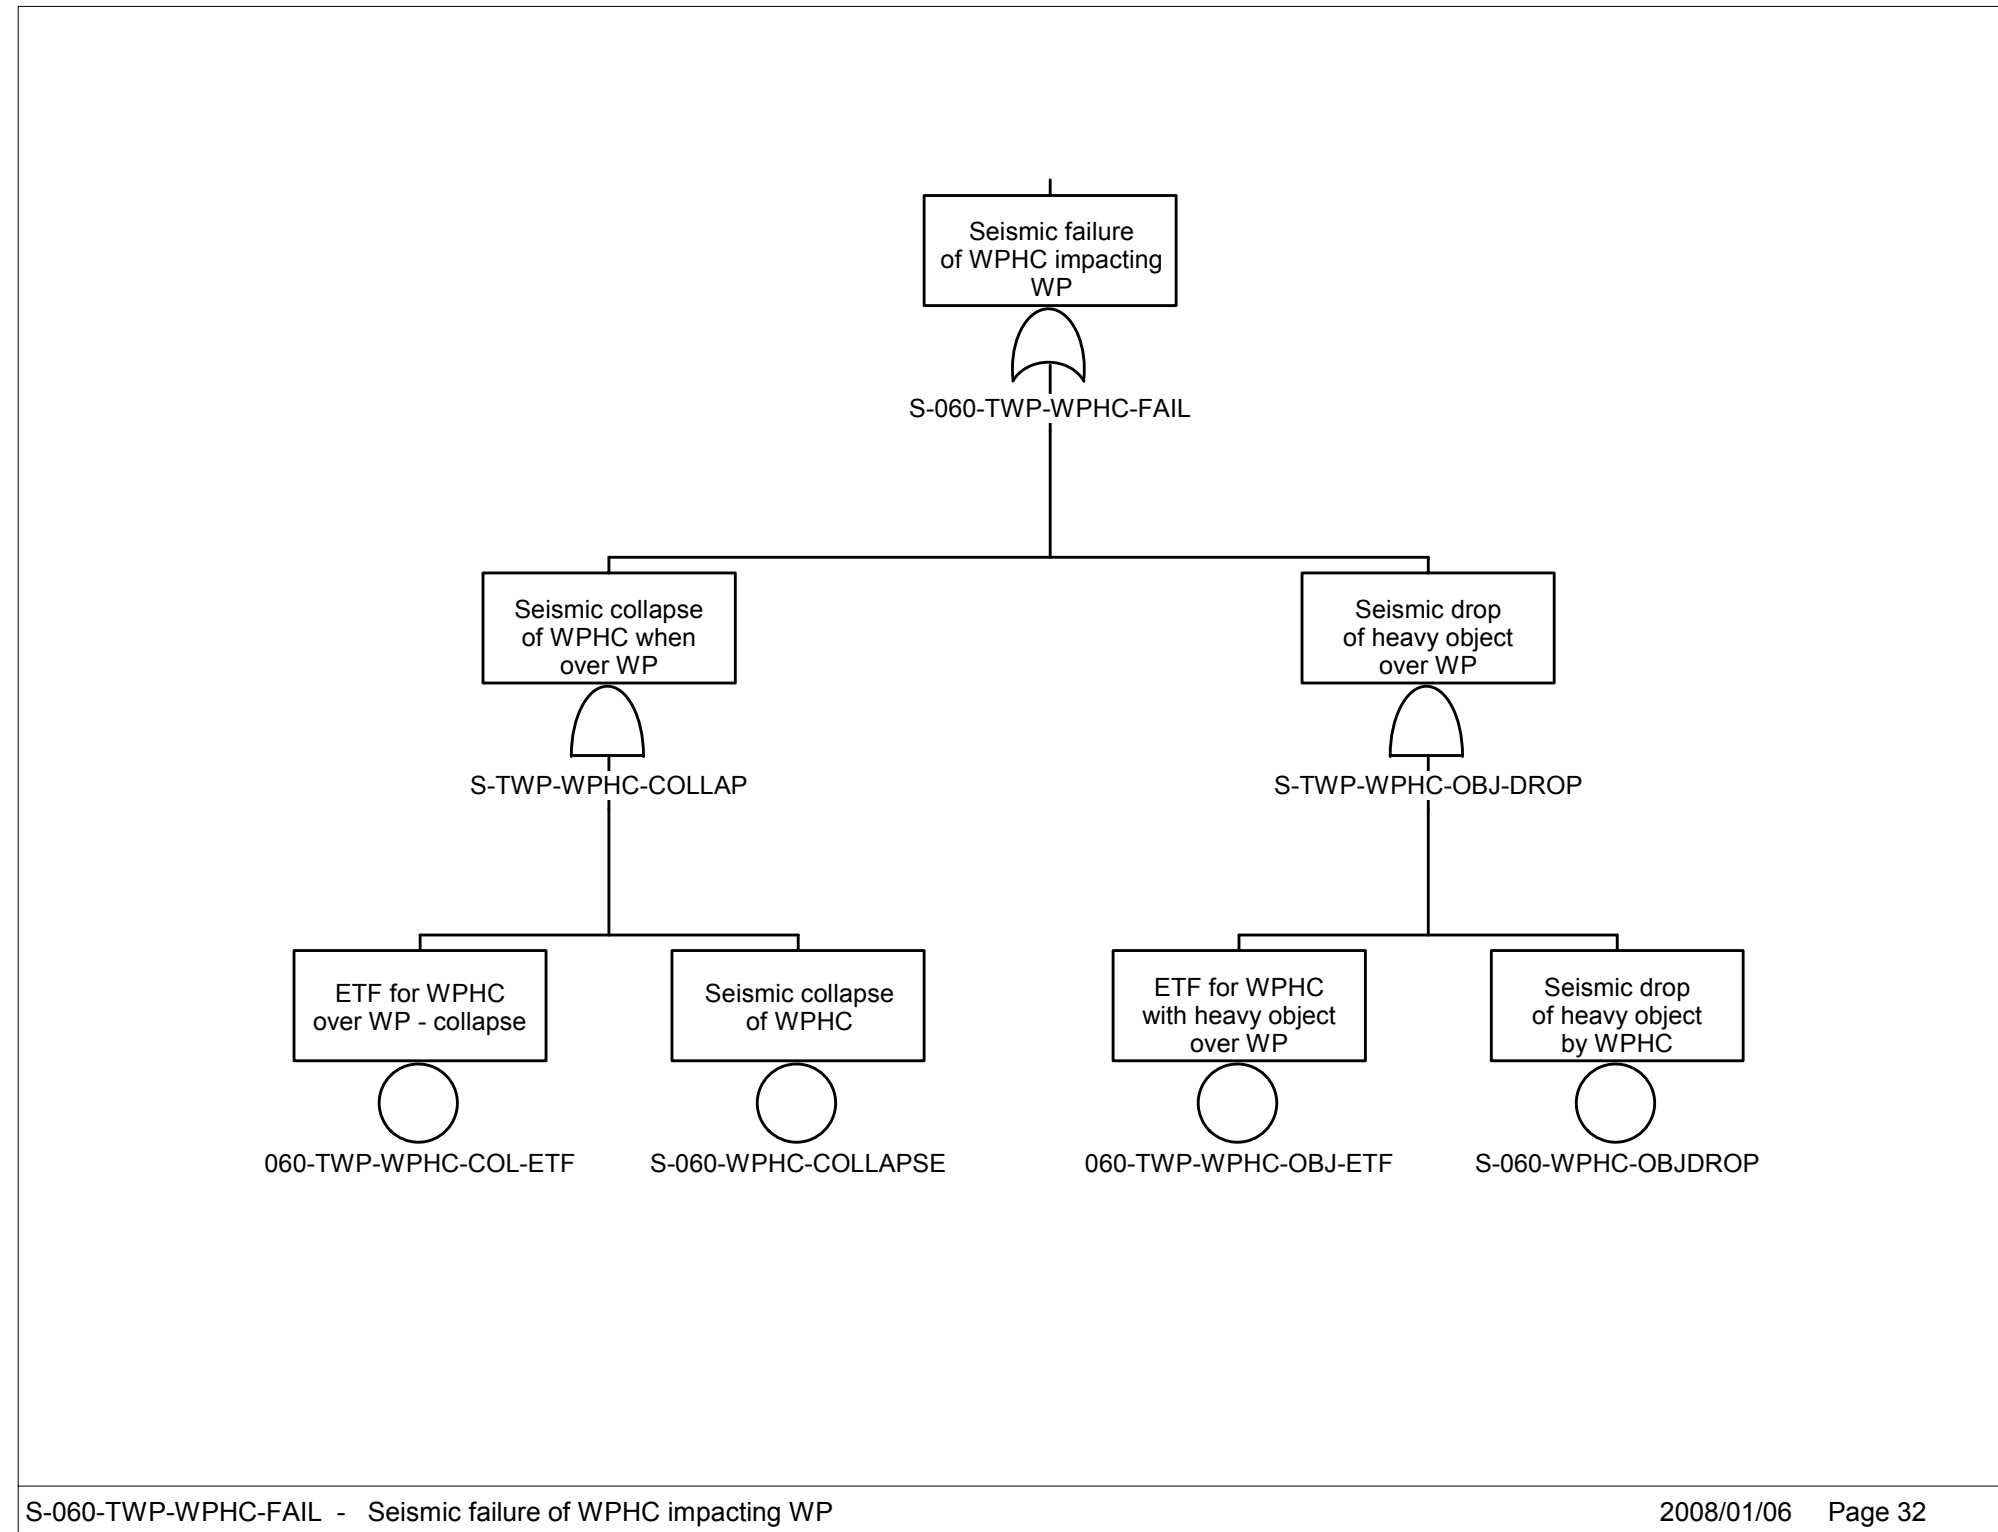 Seismic failure
of WPHC impacting
WP
S-060-TWP-WPHC-FAIL
Seismic collapse
of WPHC when
over WP
S-TWP-WPHC-COLLAP
Seismic drop
of heavy object
over WP
S-TWP-WPHC-OBJ-DROP
ETF for WPHC
over WP - collapse
060-TWP-WPHC-COL-ETF
Seismic collapse
of WPHC
S-060-WPHC-COLLAPSE
ETF for WPHC
with heavy object
over WP
060-TWP-WPHC-OBJ-ETF
Seismic drop
of heavy object
by WPHC
S-060-WPHC-OBJDROP
S-060-TWP-WPHC-FAIL - Seismic failure of WPHC impacting WP
2008/01/06 Page 32